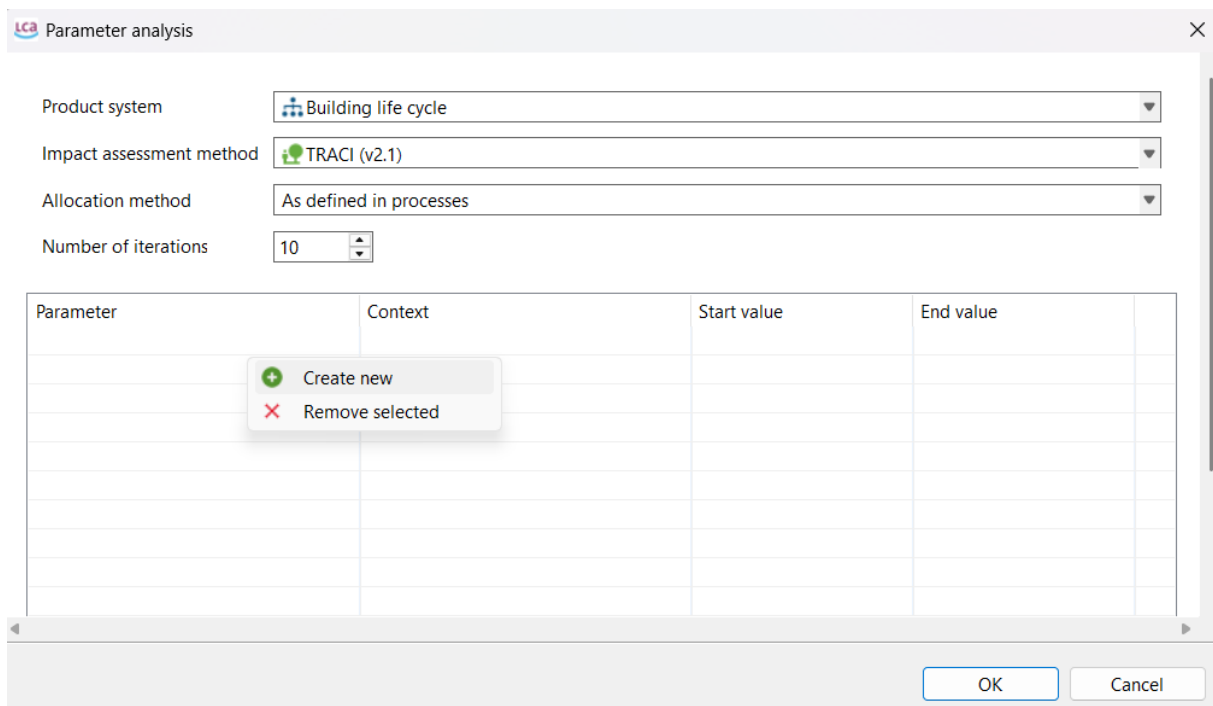 LCA Parameter analysis
Product system Building life cycle
Impact assessment method TRACI (v2.1)
Allocation method As defined in processes
Number of iterations 10
Parameter Context Start value End value
Create new
Remove selected
OK Cancel